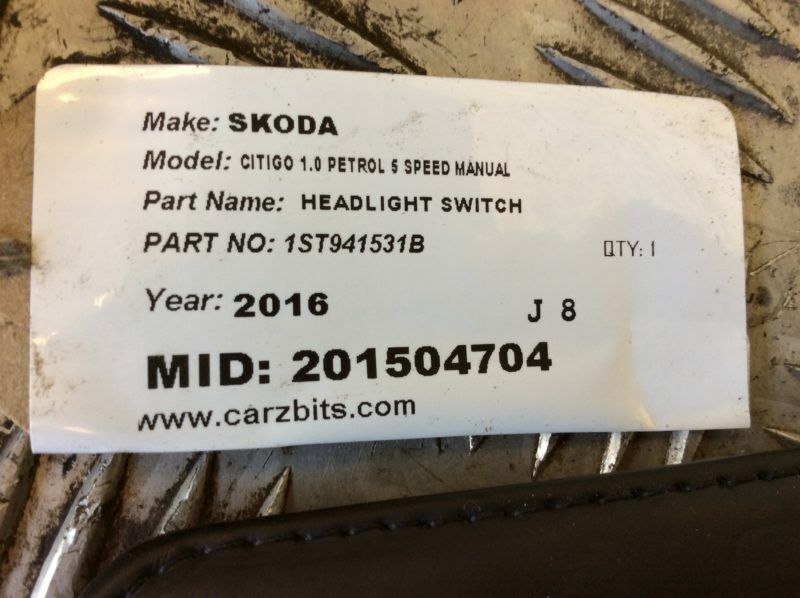 Make: SKODA
Model: CITIGO 1.0 PETROL 5 SPEED MANUAL
Part Name: HEADLIGHT SWITCH
PART NO: 1ST941531B QTY: 1
Year: 2016 J 8
MID: 201504704
www.carzbits.com